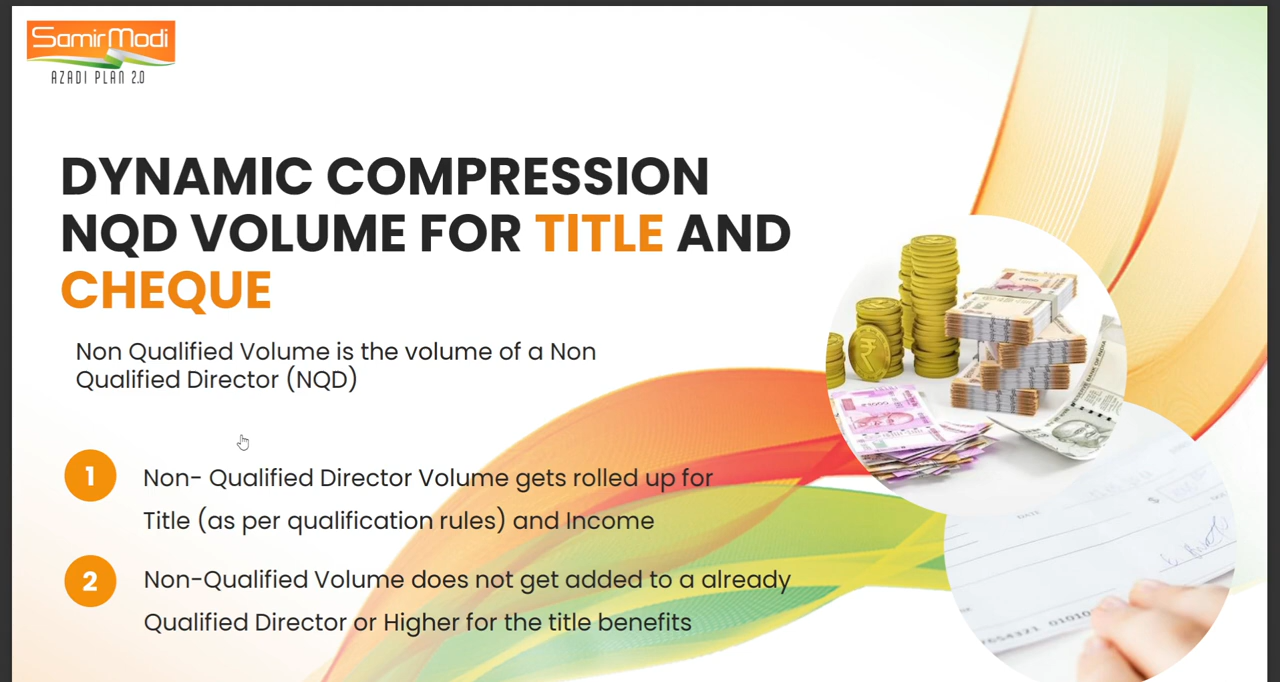 SamirModi
AZADI PLAN 2.0
DYNAMIC COMPRESSION
NQD VOLUME FOR TITLE AND
CHEQUE
Non Qualified Volume is the volume of a Non
Qualified Director (NQD)
1
Non- Qualified Director Volume gets rolled up for
Title (as per qualification rules) and Income
2
Non-Qualified Volume does not get added to a already
Qualified Director or Higher for the title benefits